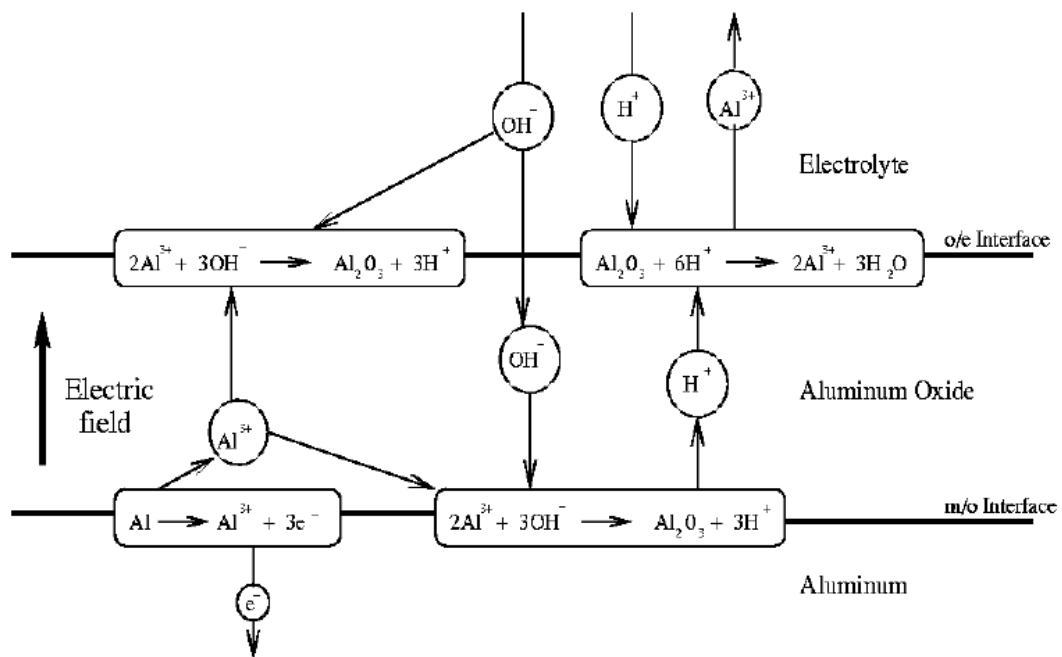 OH⁻
H⁺
Al³⁺
Electrolyte
o/e Interface
2Al³⁺ + 3OH⁻ → Al₂O₃ + 3H⁺
Al₂O₃ + 6H⁺ → 2Al³⁺ + 3H₂O
OH⁻
H⁺
Electric
field
Aluminum Oxide
Al³⁺
m/o Interface
Al → Al³⁺ + 3e⁻
2Al³⁺ + 3OH⁻ → Al₂O₃ + 3H⁺
e⁻
Aluminum